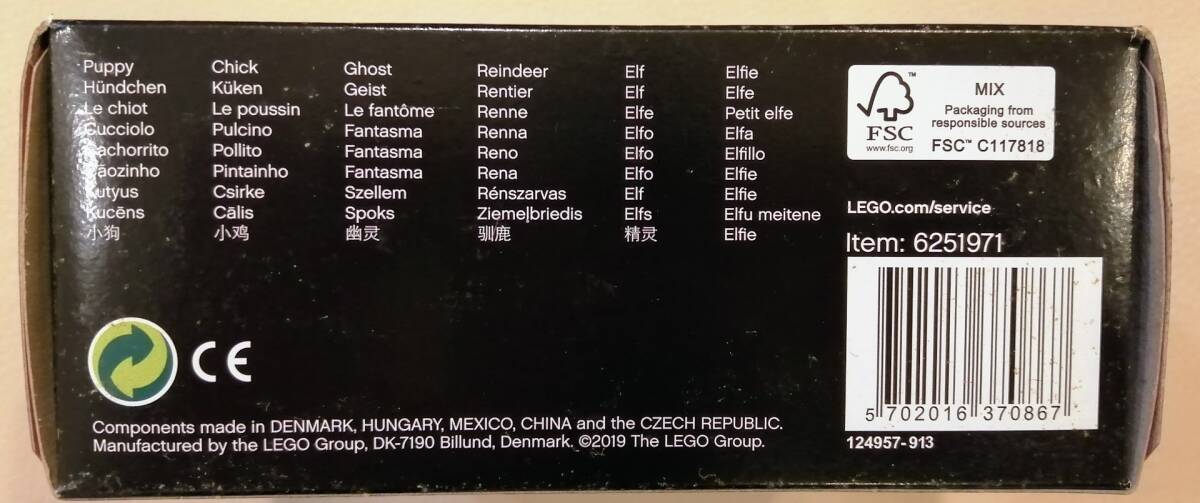 Puppy Chick Ghost Reindeer Elf Elfie
Hündchen Küken Geist Rentier Elf Elfe
Le chiot Le poussin Le fantôme Renne Elfe Petit elfe
Cucciolo Pulcino Fantasma Renna Elfo Elfa
Cachorrito Pollito Fantasma Reno Elfo Elfillo
Cãozinho Pintainho Fantasma Rena Elfo Elfie
Kutyus Csirke Szellem Rénszarvas Elf Elfie
Kucēns Cālis Spoks Ziemeļbriedis Elfs Elfu meitene
小狗 小鸡 幽灵 驯鹿 精灵 Elfie
FSC™
www.fsc.org
MIX
Packaging from
responsible sources
FSC™ C117818
LEGO.com/service
Item: 6251971
5 702016 370867
124957-913
CE
Components made in DENMARK, HUNGARY, MEXICO, CHINA and the CZECH REPUBLIC.
Manufactured by the LEGO Group, DK-7190 Billund, Denmark. ©2019 The LEGO Group.